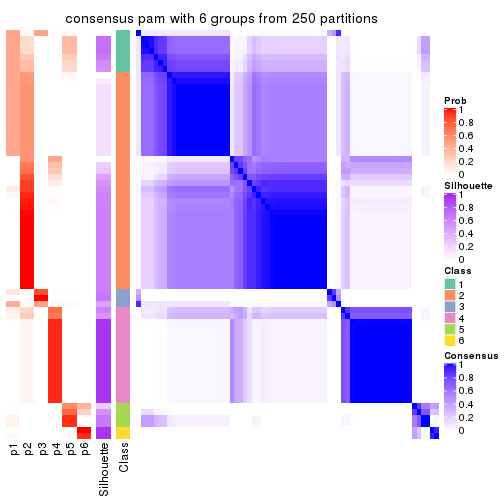 consensus pam with 6 groups from 250 partitions
Prob
1
0.8
0.6
0.4
0.2
0
Silhouette
1
0.8
0.6
0.4
0.2
0
Class
1
2
3
4
5
6
Consensus
1
0.8
0.6
0.4
0.2
0
p1
p2
p3
p4
p5
p6
Silhouette
Class